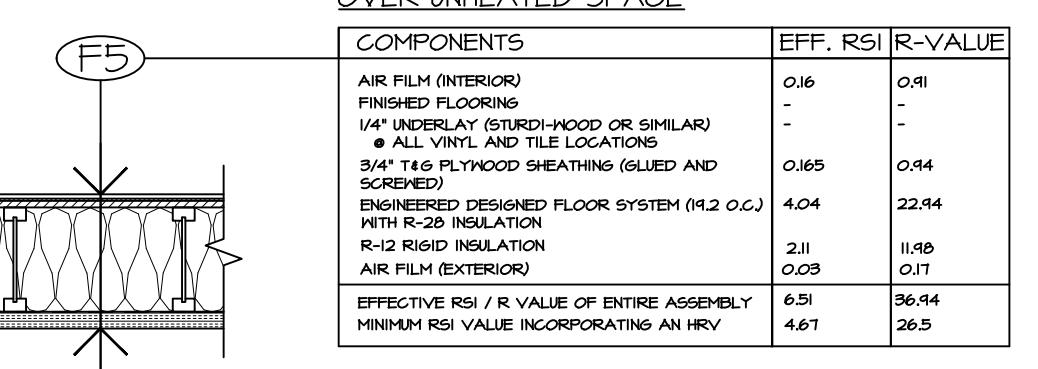 OVER UNHEATED SPACE
F5
COMPONENTS EFF. RSI R-VALUE
AIR FILM (INTERIOR) 0.16 0.91
FINISHED FLOORING - -
1/4" UNDERLAY (STURDI-WOOD OR SIMILAR) - -
@ ALL VINYL AND TILE LOCATIONS
3/4" T&G PLYWOOD SHEATHING (GLUED AND 0.165 0.94
SCREWED)
ENGINEERED DESIGNED FLOOR SYSTEM (19.2 O.C.) 4.04 22.94
WITH R-28 INSULATION
R-12 RIGID INSULATION 2.11 11.98
AIR FILM (EXTERIOR) 0.03 0.17
EFFECTIVE RSI / R VALUE OF ENTIRE ASSEMBLY 6.51 36.94
MINIMUM RSI VALUE INCORPORATING AN HRV 4.67 26.5